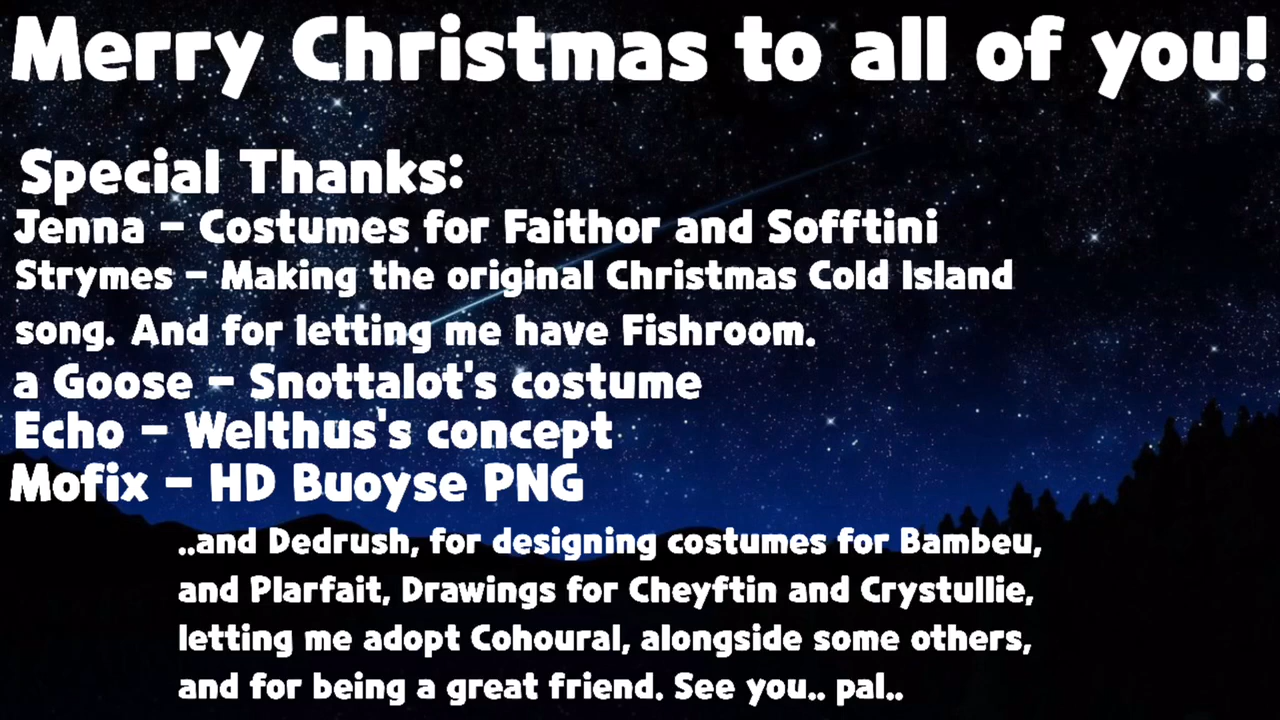 Merry Christmas to all of you!
Special Thanks:
Jenna - Costumes for Faithor and Sofftini
Strymes - Making the original Christmas Cold Island
song. And for letting me have Fishroom.
a Goose - Snottalot's costume
Echo - Welthus's concept
Mofix - HD Buoyse PNG
..and Dedrush, for designing costumes for Bambeu,
and Plarfait, Drawings for Cheyftin and Crystullie,
letting me adopt Cohoural, alongside some others,
and for being a great friend. See you.. pal..